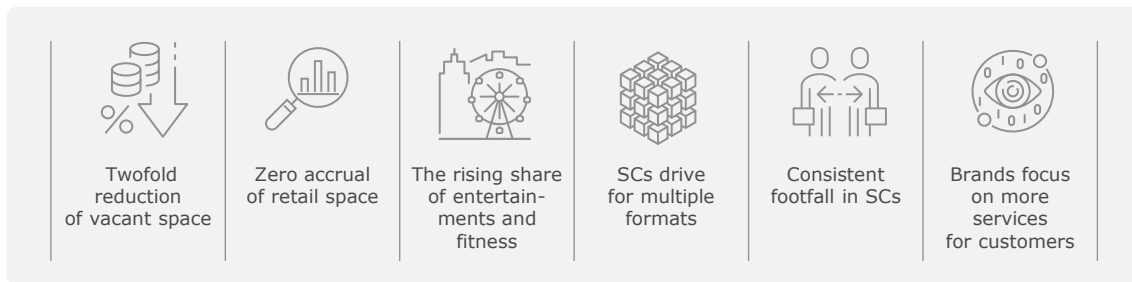 Twofold
reduction
of vacant space
Zero accrual
of retail space
The rising share
of entertain-
ments and
fitness
SCs drive
for multiple
formats
Consistent
footfall in SCs
Brands focus
on more
services
for customers